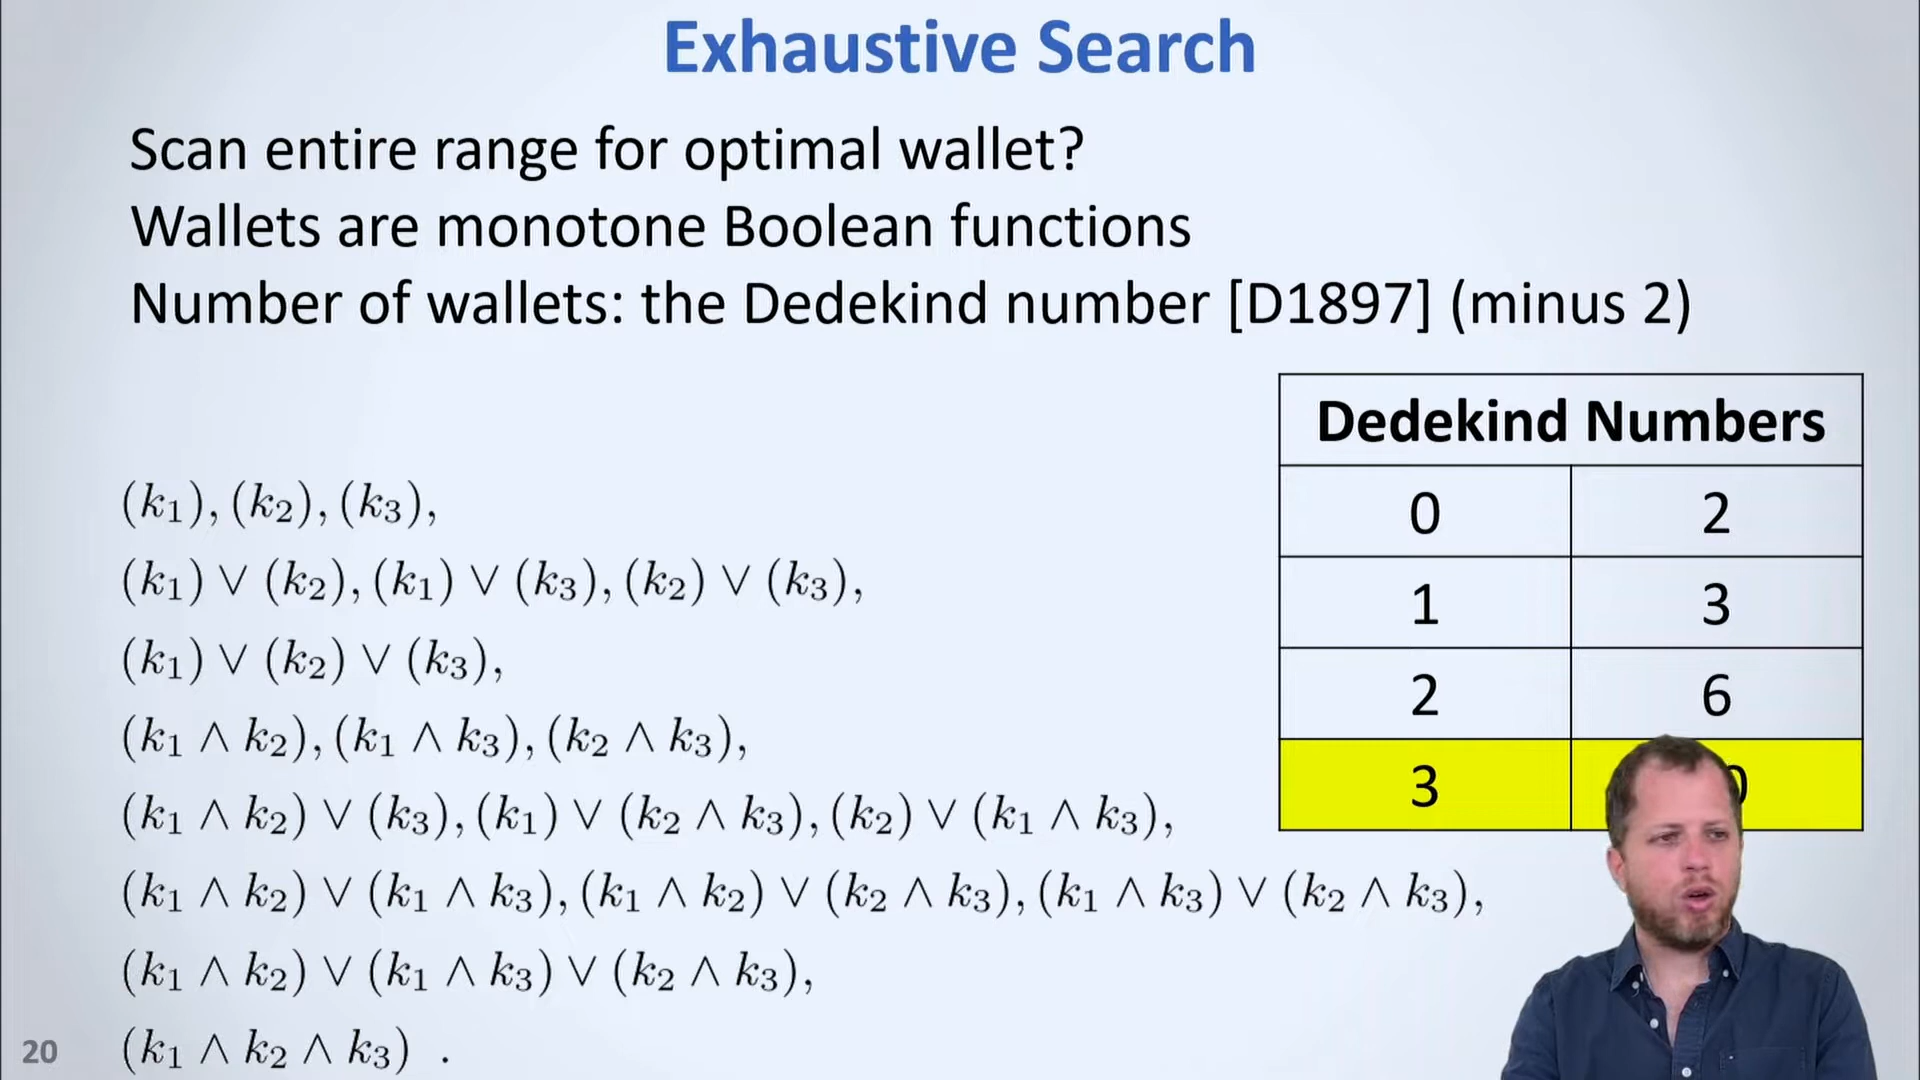 Exhaustive Search
Scan entire range for optimal wallet?
Wallets are monotone Boolean functions
Number of wallets: the Dedekind number [D1897] (minus 2)
Dedekind Numbers
0 2
1 3
2 6
3
(k₁), (k₂), (k₃),
(k₁) ∨ (k₂), (k₁) ∨ (k₃), (k₂) ∨ (k₃),
(k₁) ∨ (k₂) ∨ (k₃),
(k₁ ∧ k₂), (k₁ ∧ k₃), (k₂ ∧ k₃),
(k₁ ∧ k₂) ∨ (k₃), (k₁) ∨ (k₂ ∧ k₃), (k₂) ∨ (k₁ ∧ k₃),
(k₁ ∧ k₂) ∨ (k₁ ∧ k₃), (k₁ ∧ k₂) ∨ (k₂ ∧ k₃), (k₁ ∧ k₃) ∨ (k₂ ∧ k₃),
(k₁ ∧ k₂) ∨ (k₁ ∧ k₃) ∨ (k₂ ∧ k₃),
(k₁ ∧ k₂ ∧ k₃) .
20